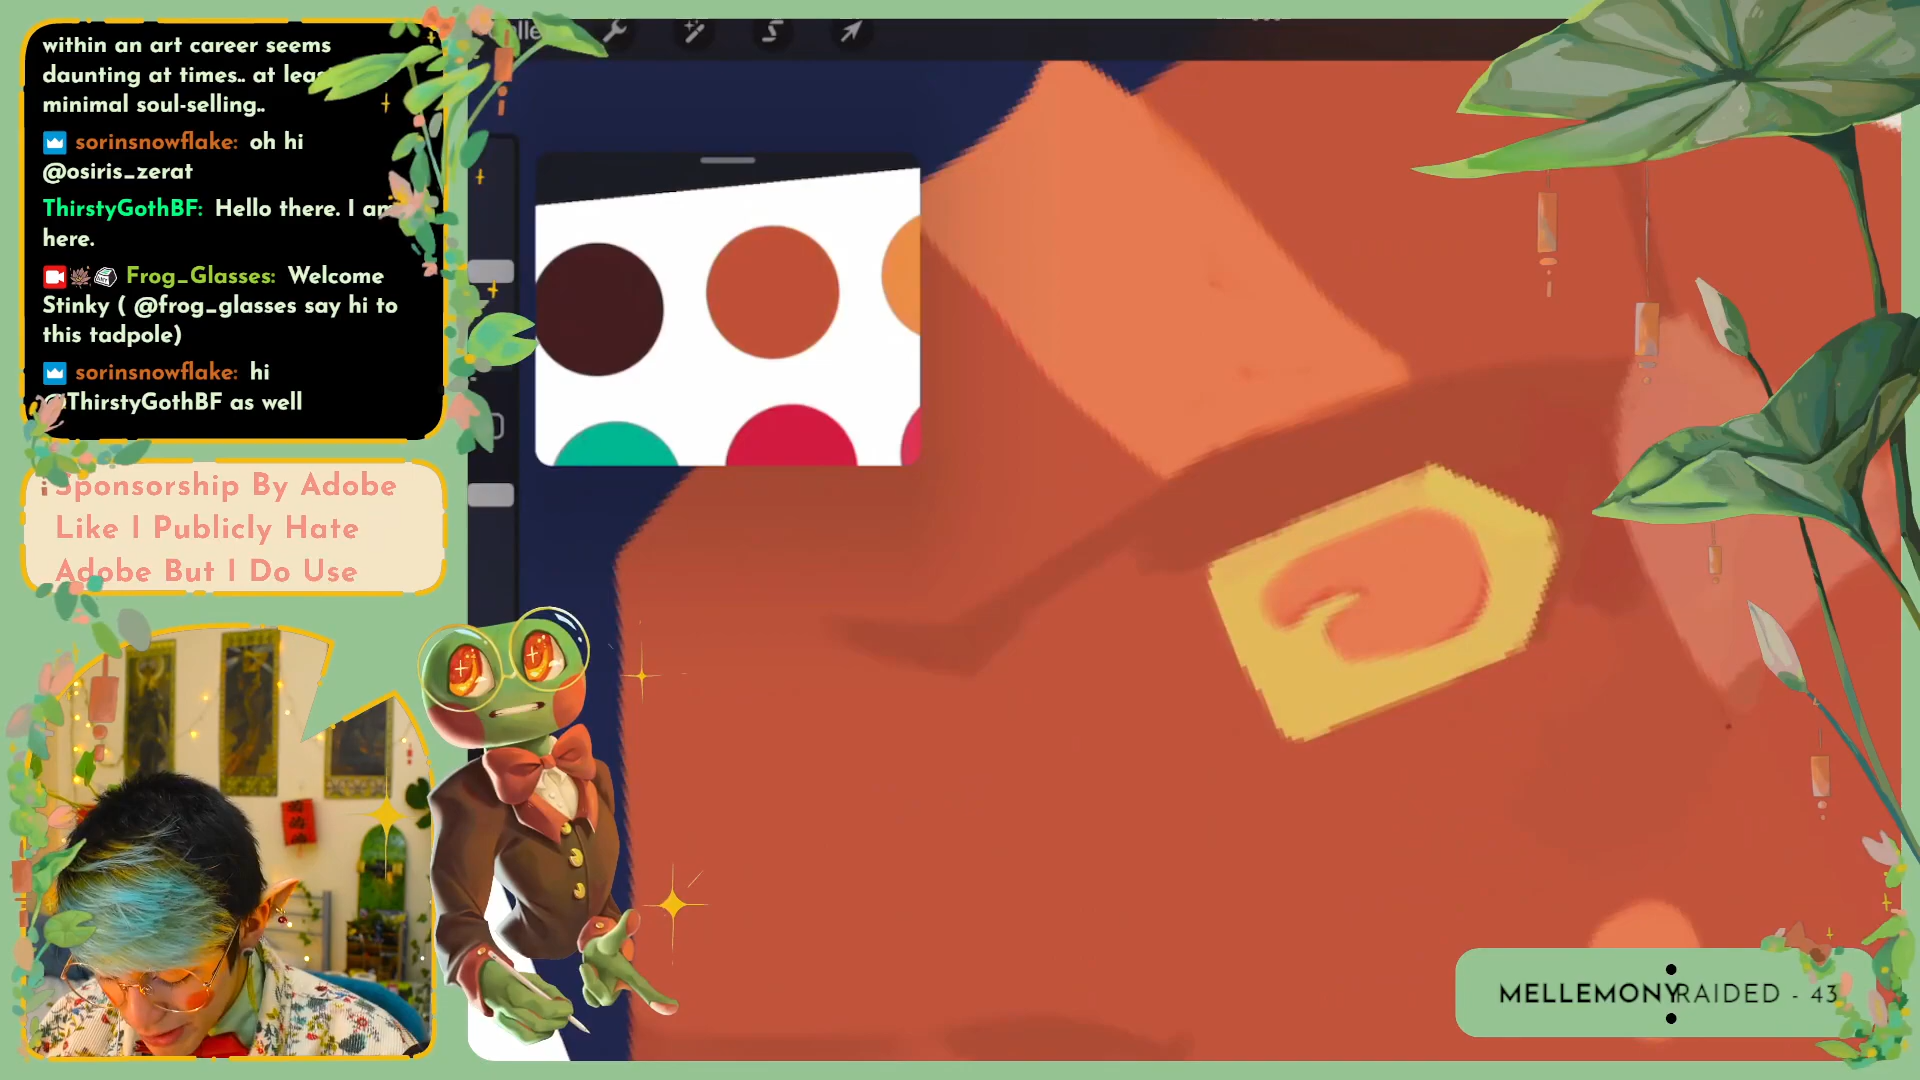 within an art career seems
daunting at times.. at
minimal soul-selling..
sorinsnowflake: oh hi
@osiris_zerat
ThirstyGothBF: Hello there. I am
here.
Frog_Glasses: Welcome
Stinky ( @frog_glasses say hi to
this tadpole)
sorinsnowflake: hi
@ThirstyGothBF as well
Sponsorship By Adobe
Like I Publicly Hate
Adobe But I Do Use
MELLEMONY RAIDED - 43